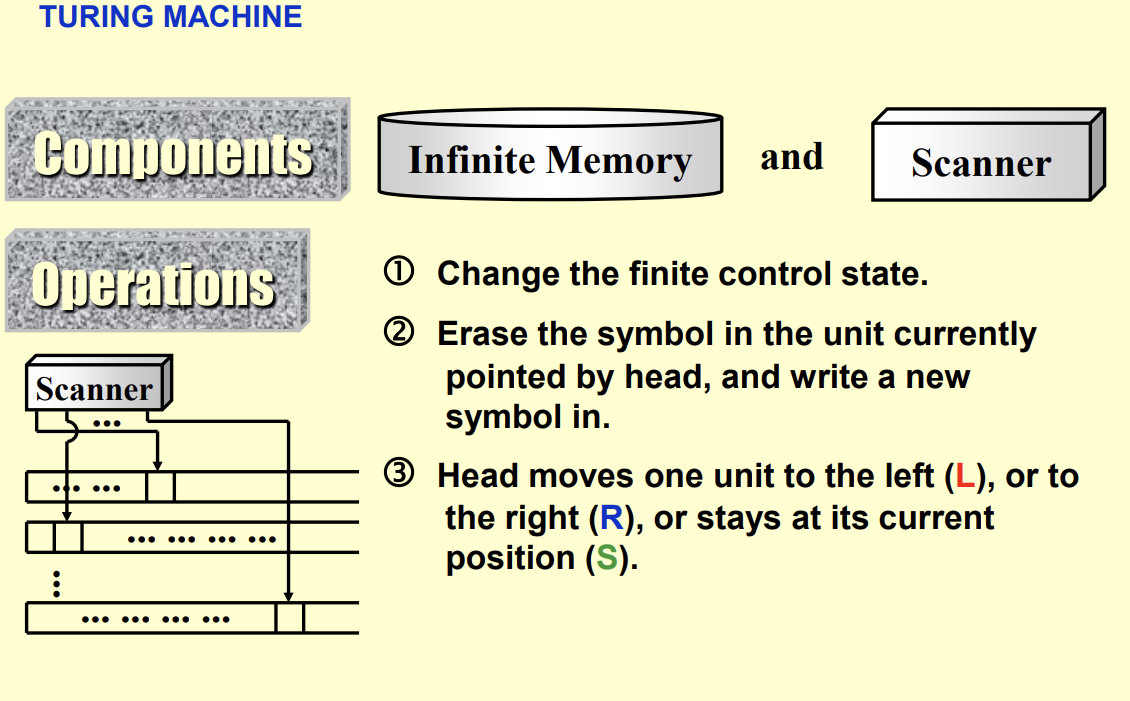 TURING MACHINE
Components
Infinite Memory
and
Scanner
Operations
① Change the finite control state.
② Erase the symbol in the unit currently
pointed by head, and write a new
symbol in.
③ Head moves one unit to the left (L), or to
the right (R), or stays at its current
position (S).
Scanner
•••
••• •••
••• ••• ••• •••
••• ••• ••• •••